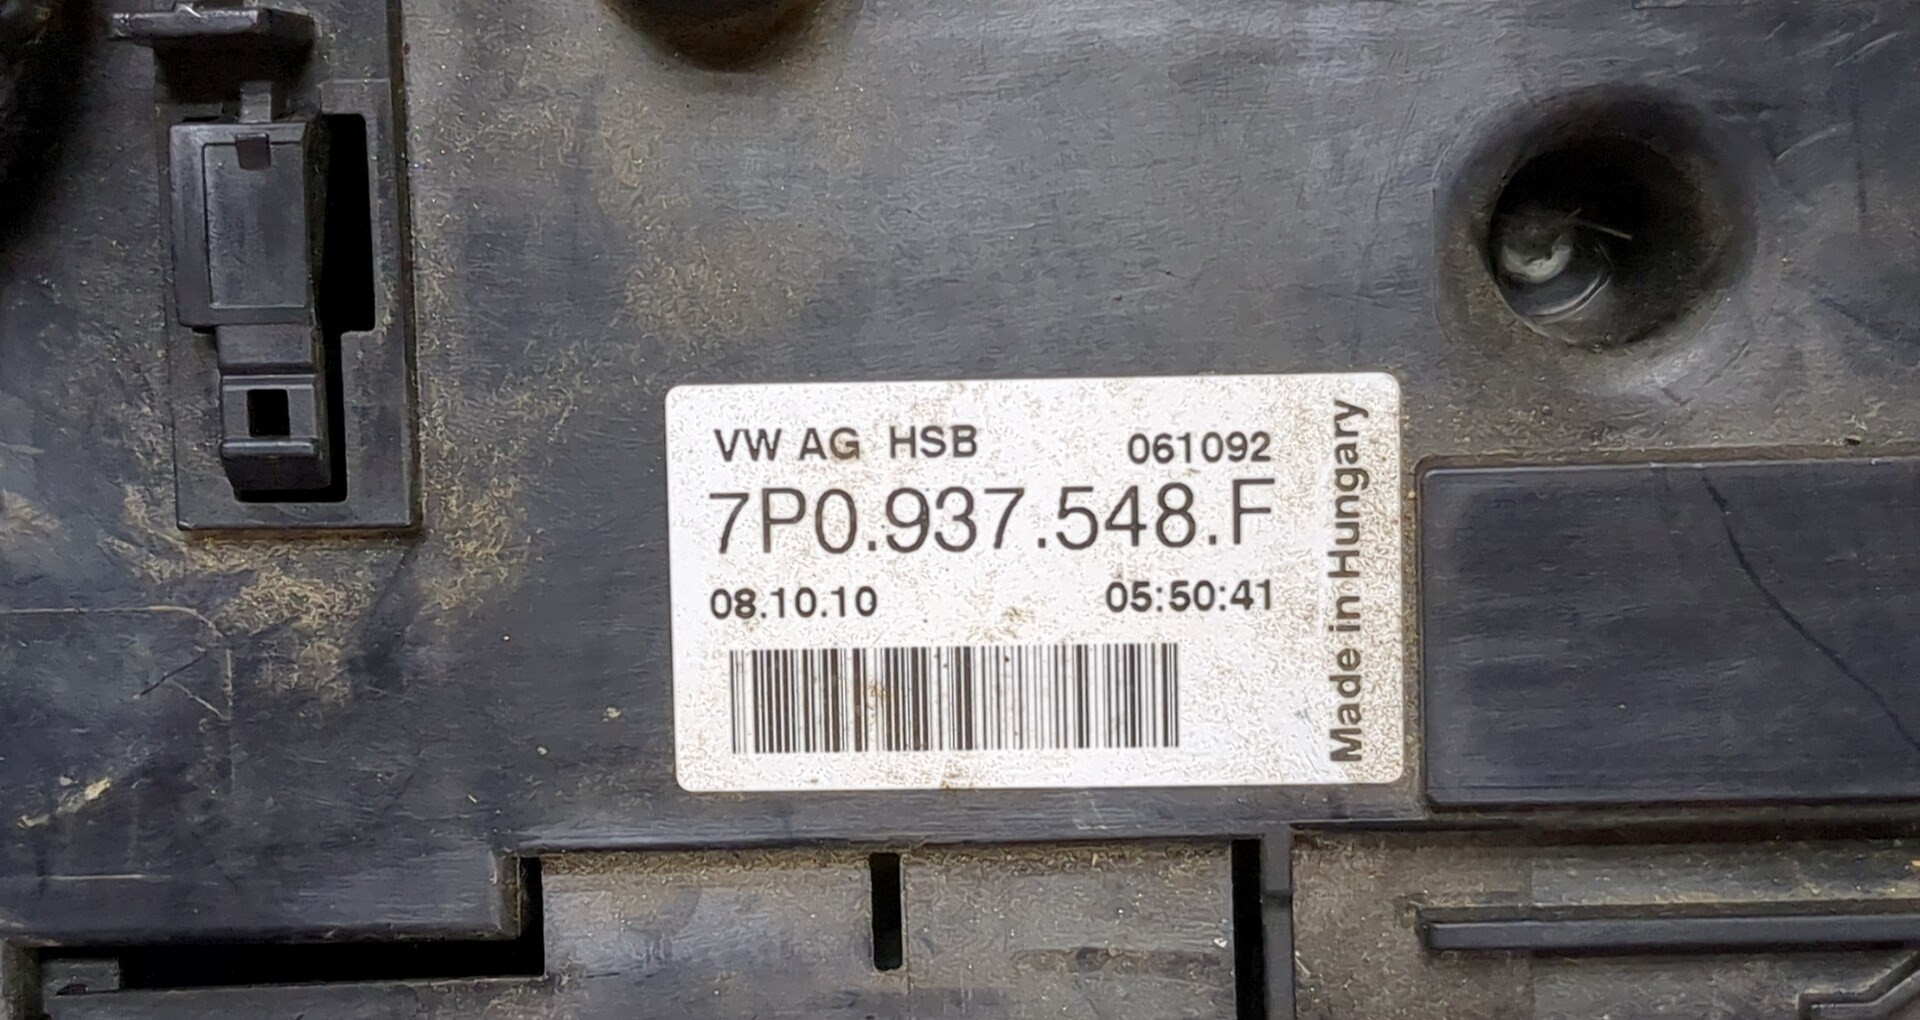 VW AG HSB 061092
7P0.937.548.F
08.10.10 05:50:41
Made in Hungary